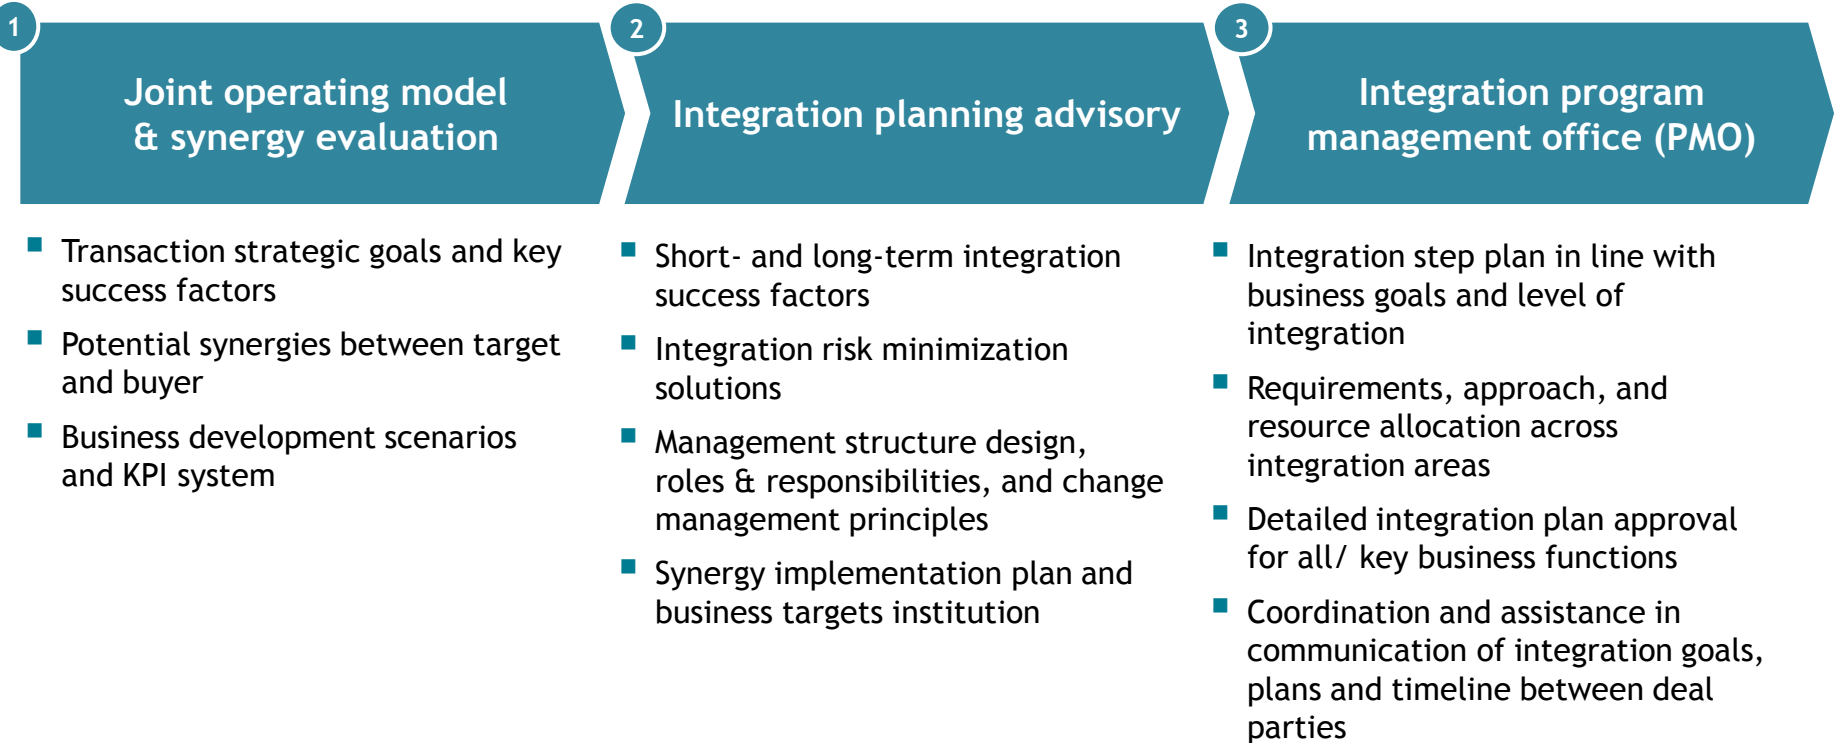 1
Joint operating model
& synergy evaluation
■ Transaction strategic goals and key
success factors
■ Potential synergies between target
and buyer
■ Business development scenarios
and KPI system
2
Integration planning advisory
■ Short- and long-term integration
success factors
■ Integration risk minimization
solutions
■ Management structure design,
roles & responsibilities, and change
management principles
■ Synergy implementation plan and
business targets institution
3
Integration program
management office (PMO)
■ Integration step plan in line with
business goals and level of
integration
■ Requirements, approach, and
resource allocation across
integration areas
■ Detailed integration plan approval
for all/ key business functions
■ Coordination and assistance in
communication of integration goals,
plans and timeline between deal
parties